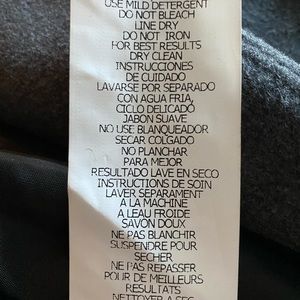 USE MILD DETERGENT
DO NOT BLEACH
LINE DRY
DO NOT IRON
FOR BEST RESULTS
DRY CLEAN
INSTRUCCIONES
DE CUIDADO
LAVARSE POR SEPARADO
CON AGUA FRIA,
CICLO DELICADO
JABON SUAVE
NO USE BLANQUEADOR
SECAR COLGADO
NO PLANCHAR
PARA MEJOR
RESULTADO LAVE EN SECO
INSTRUCTIONS DE SOIN
LAVER SEPARAMENT
A LA MACHINE
A LEAU FROIDE
SAVON DOUX
NE PAS BLANCHIR
SUSPENDRE POUR
SECHER
NE PAS REPASSER
POUR DE MEILLEURS
RESULTATS
NETTOYER A SEC